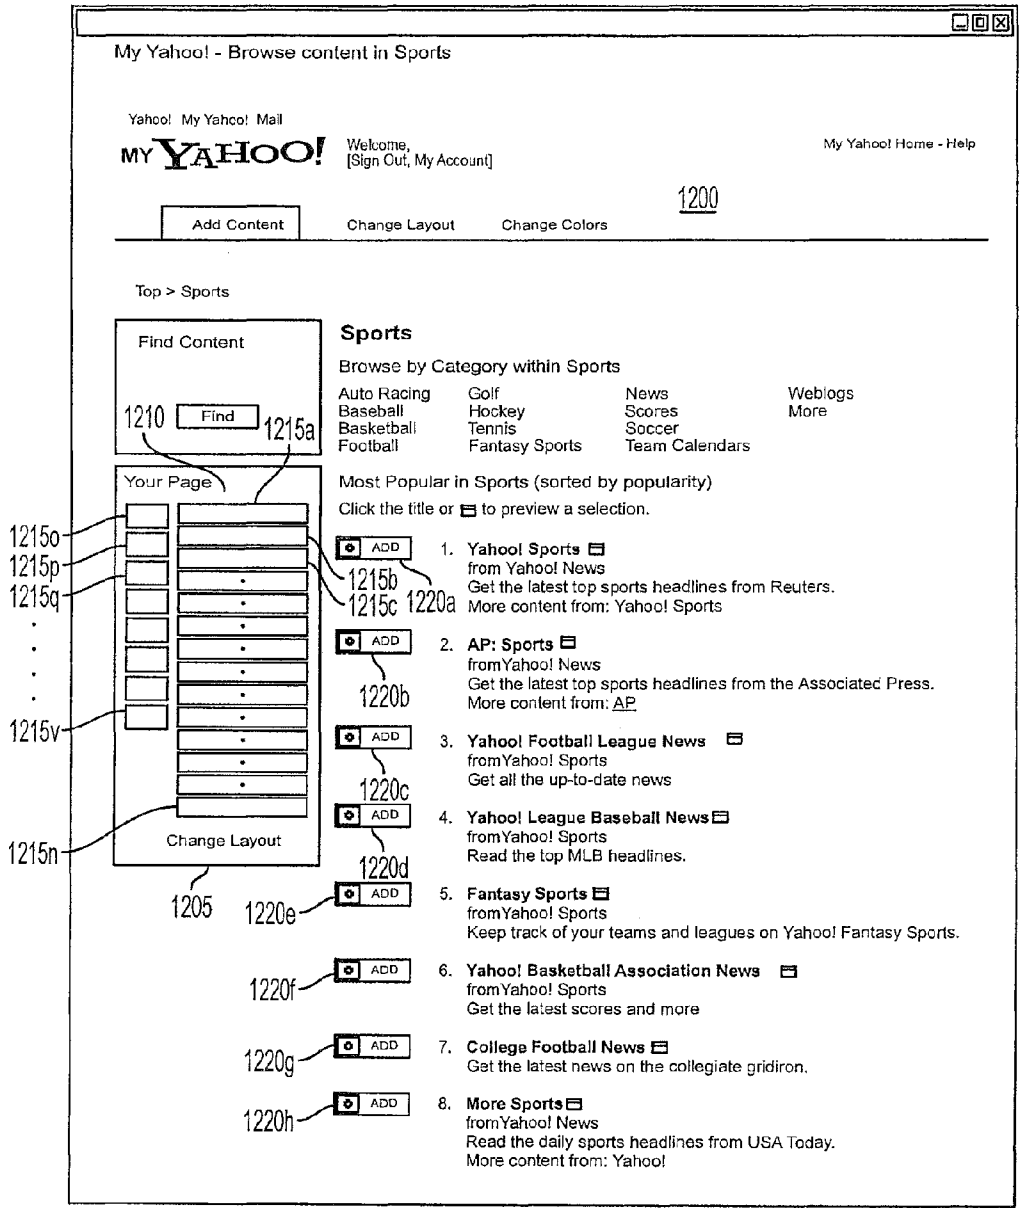 My Yahoo! - Browse content in Sports
Yahoo! My Yahoo! Mail
MY YAHOO!
Welcome,
[Sign Out, My Account]
My Yahoo! Home - Help
1200
Add Content
Change Layout
Change Colors
Top > Sports
Find Content
Find
1210
1215a
Your Page
1215o
1215p
1215q
1215v
1215n
1215b
1215c
Change Layout
1205
Sports
Browse by Category within Sports
Auto Racing Golf News Weblogs
Baseball Hockey Scores More
Basketball Tennis Soccer
Football Fantasy Sports Team Calendars
Most Popular in Sports (sorted by popularity)
Click the title or to preview a selection.
ADD 1. Yahoo! Sports
from Yahoo! News
Get the latest top sports headlines from Reuters.
1220a More content from: Yahoo! Sports
ADD 2. AP: Sports
fromYahoo! News
Get the latest top sports headlines from the Associated Press.
1220b More content from: AP
ADD 3. Yahoo! Football League News
fromYahoo! Sports
Get all the up-to-date news
1220c
ADD 4. Yahoo! League Baseball News
fromYahoo! Sports
Read the top MLB headlines.
1220d
ADD 5. Fantasy Sports
1220e fromYahoo! Sports
Keep track of your teams and leagues on Yahoo! Fantasy Sports.
ADD 6. Yahoo! Basketball Association News
1220f fromYahoo! Sports
Get the latest scores and more
ADD 7. College Football News
1220g Get the latest news on the collegiate gridiron.
ADD 8. More Sports
1220h fromYahoo! News
Read the daily sports headlines from USA Today.
More content from: Yahoo!